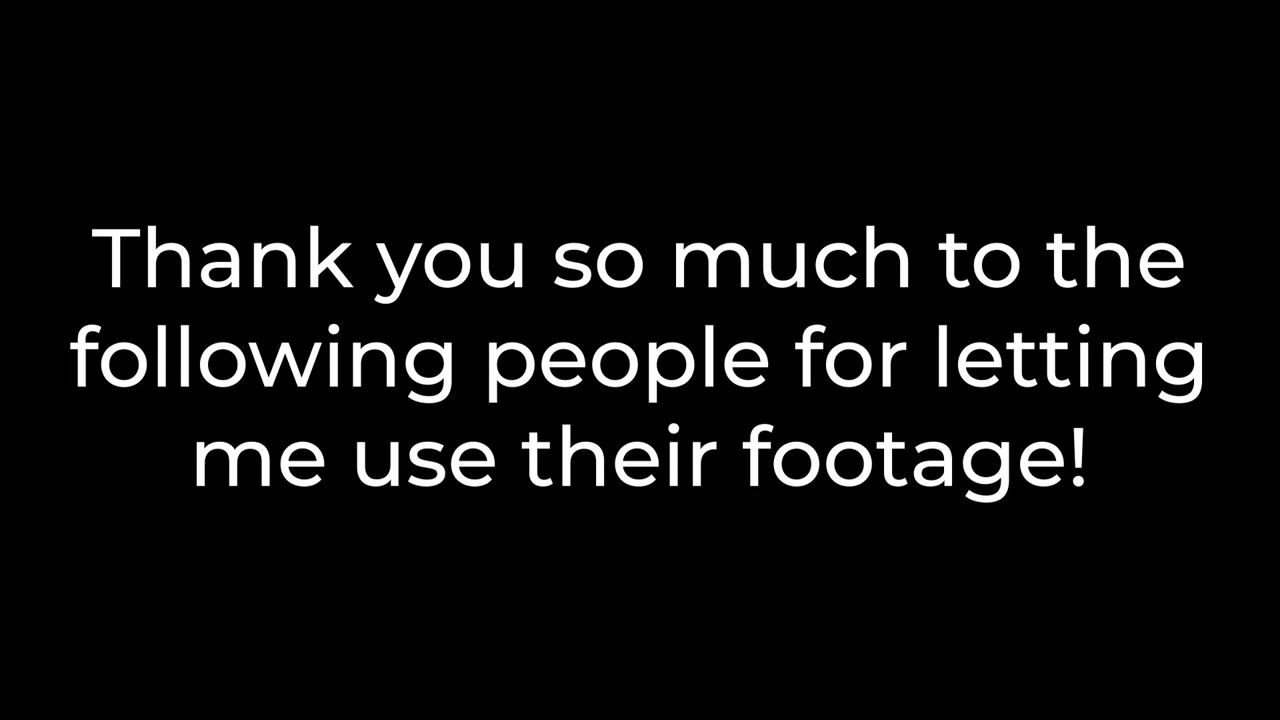 Thank you so much to the
following people for letting
me use their footage!